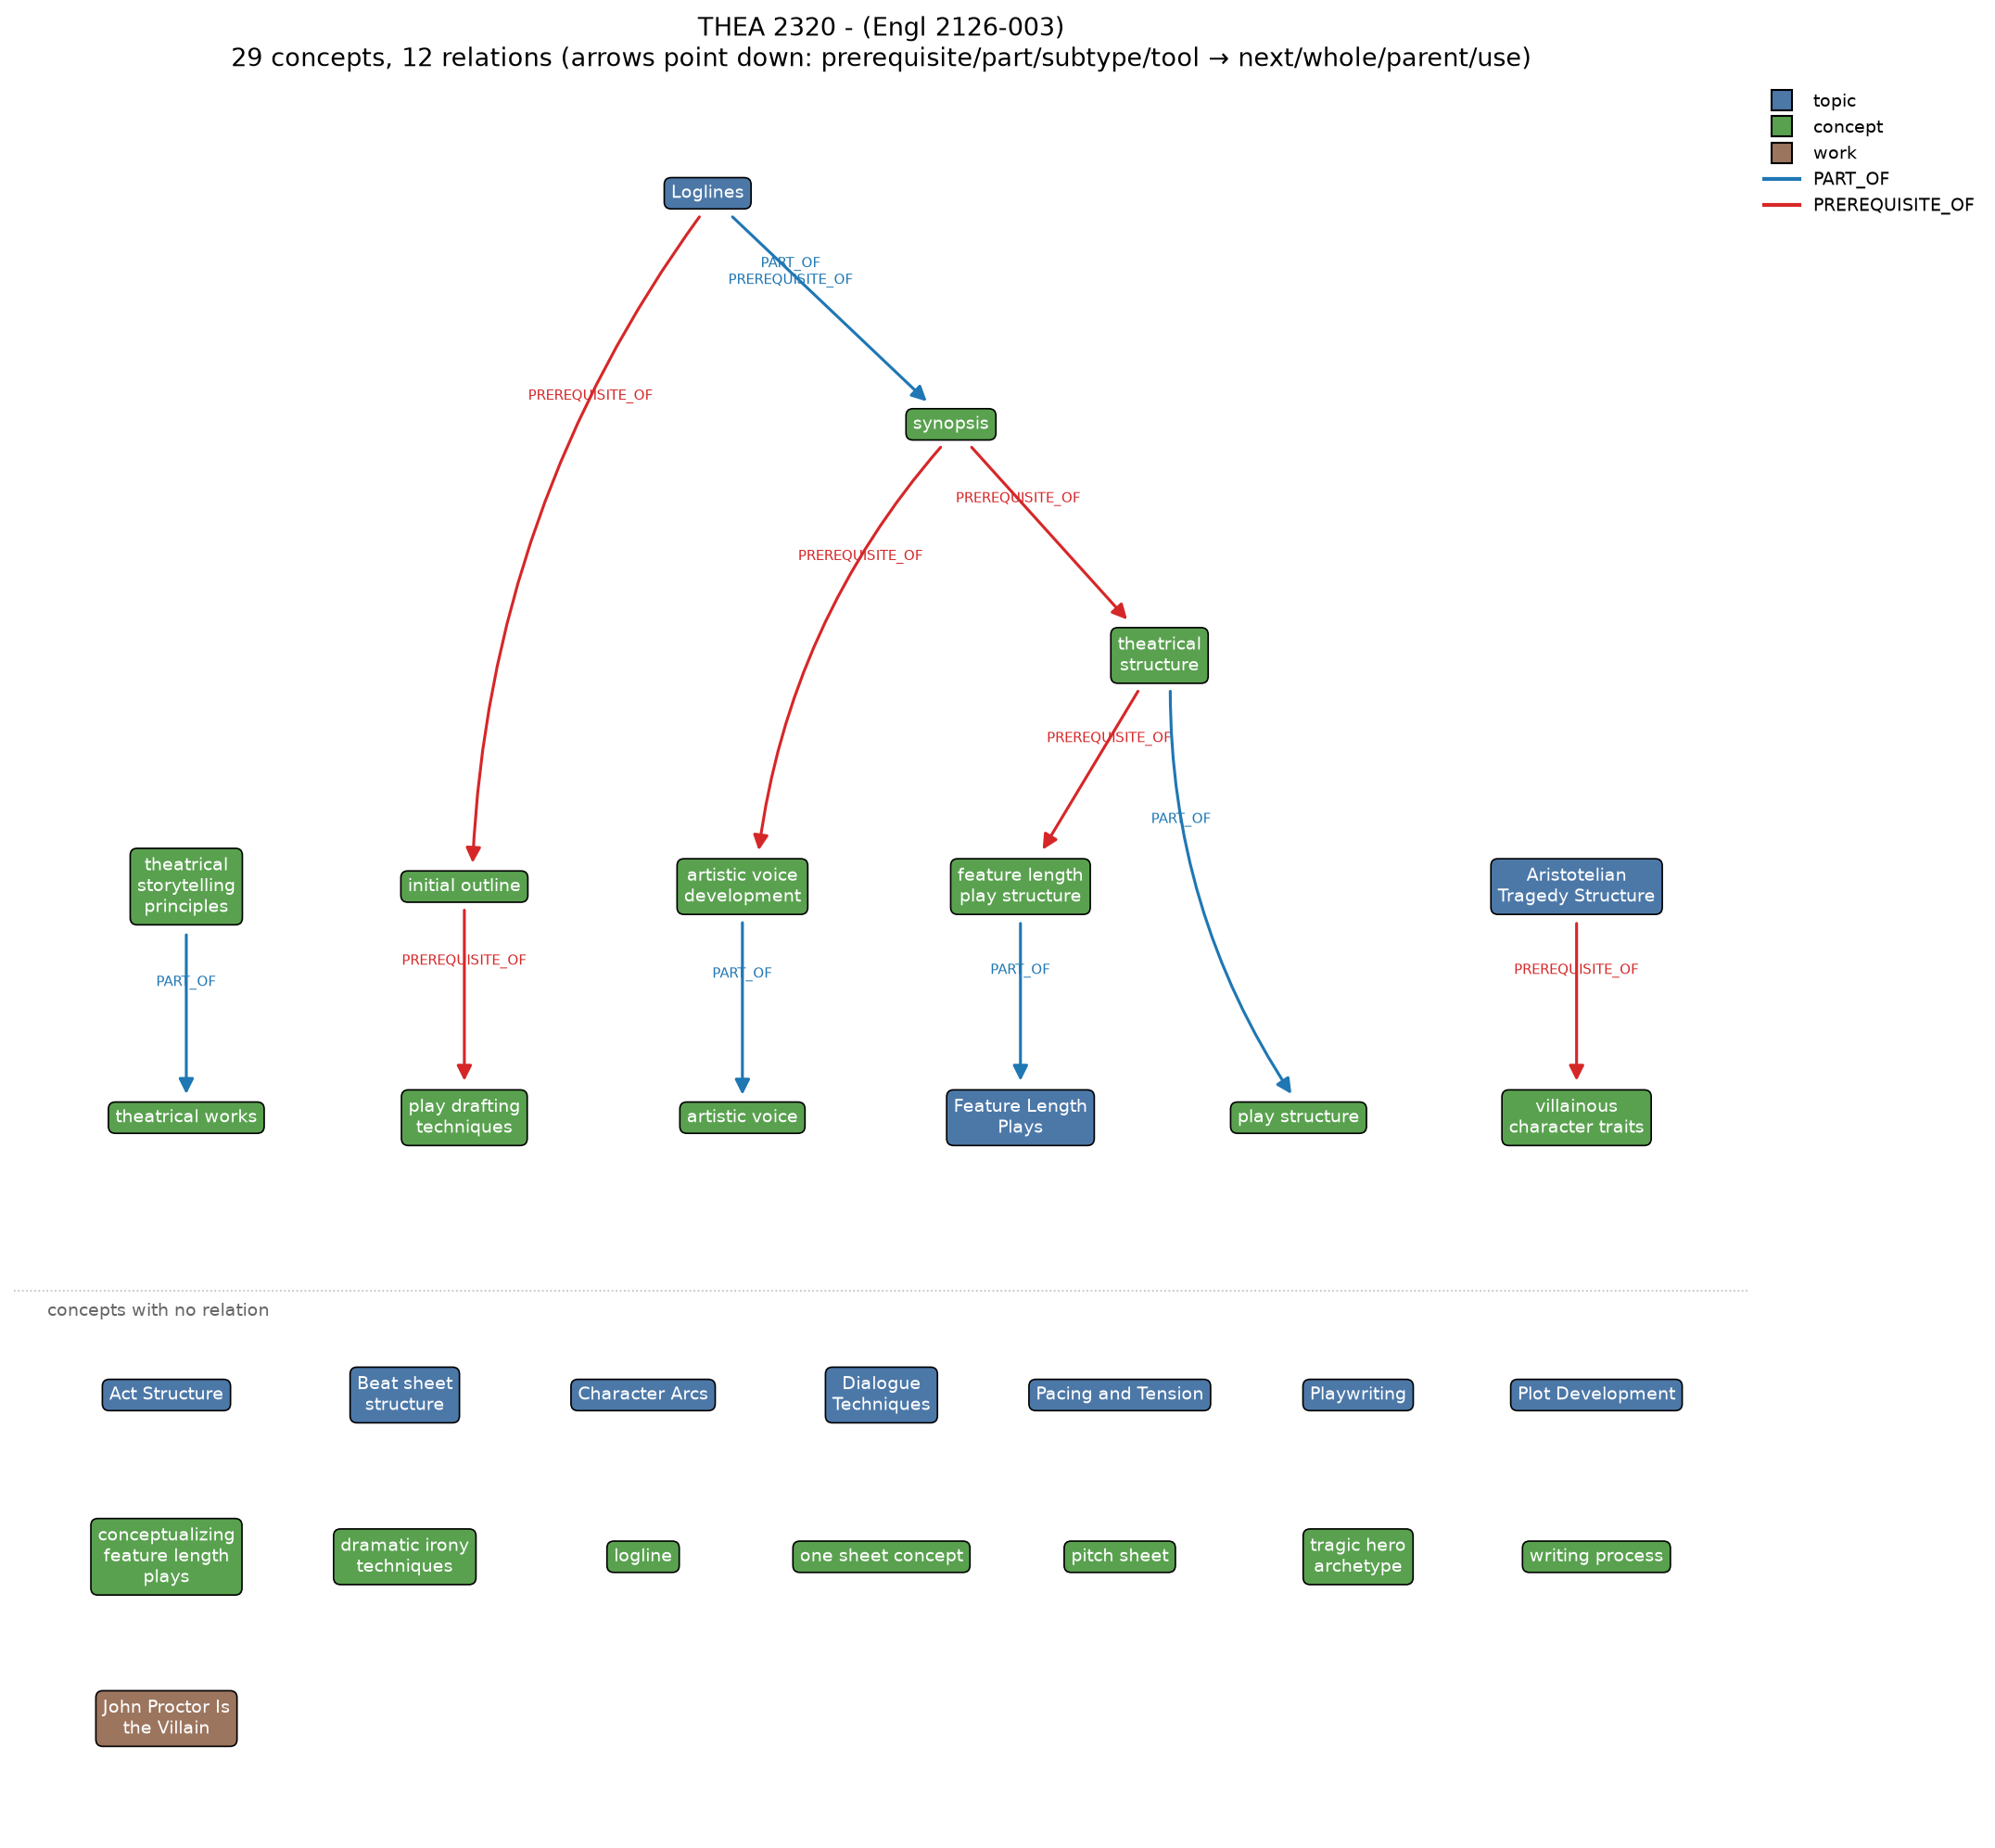 THEA 2320 - (Engl 2126-003)
29 concepts, 12 relations (arrows point down: prerequisite/part/subtype/tool → next/whole/parent/use)
topic
concept
work
PART_OF
PREREQUISITE_OF
Loglines
PART_OF
PREREQUISITE_OF
PREREQUISITE_OF
synopsis
PREREQUISITE_OF
PREREQUISITE_OF
theatrical
structure
PREREQUISITE_OF
PART_OF
theatrical
storytelling
principles
initial outline
artistic voice
development
feature length
play structure
Aristotelian
Tragedy Structure
PART_OF
PREREQUISITE_OF
PART_OF
PART_OF
PREREQUISITE_OF
theatrical works
play drafting
techniques
artistic voice
Feature Length
Plays
play structure
villainous
character traits
concepts with no relation
Act Structure
Beat sheet
structure
Character Arcs
Dialogue
Techniques
Pacing and Tension
Playwriting
Plot Development
conceptualizing
feature length
plays
dramatic irony
techniques
logline
one sheet concept
pitch sheet
tragic hero
archetype
writing process
John Proctor Is
the Villain